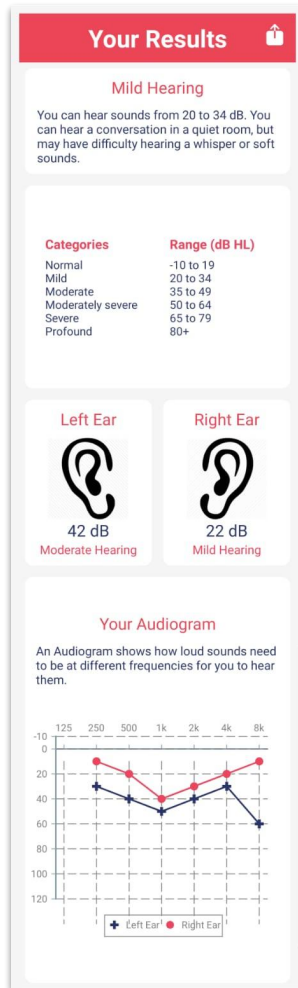 Your Results
Mild Hearing
You can hear sounds from 20 to 34 dB. You
can hear a conversation in a quiet room, but
may have difficulty hearing a whisper or soft
sounds.
Categories Range (dB HL)
Normal -10 to 19
Mild 20 to 34
Moderate 35 to 49
Moderately severe 50 to 64
Severe 65 to 79
Profound 80+
Left Ear Right Ear
42 dB 22 dB
Moderate Hearing Mild Hearing
Your Audiogram
An Audiogram shows how loud sounds need
to be at different frequencies for you to hear
them.
125 250 500 1k 2k 4k 8k
-10
0
20
40
60
80
100
120
Left Ear Right Ear